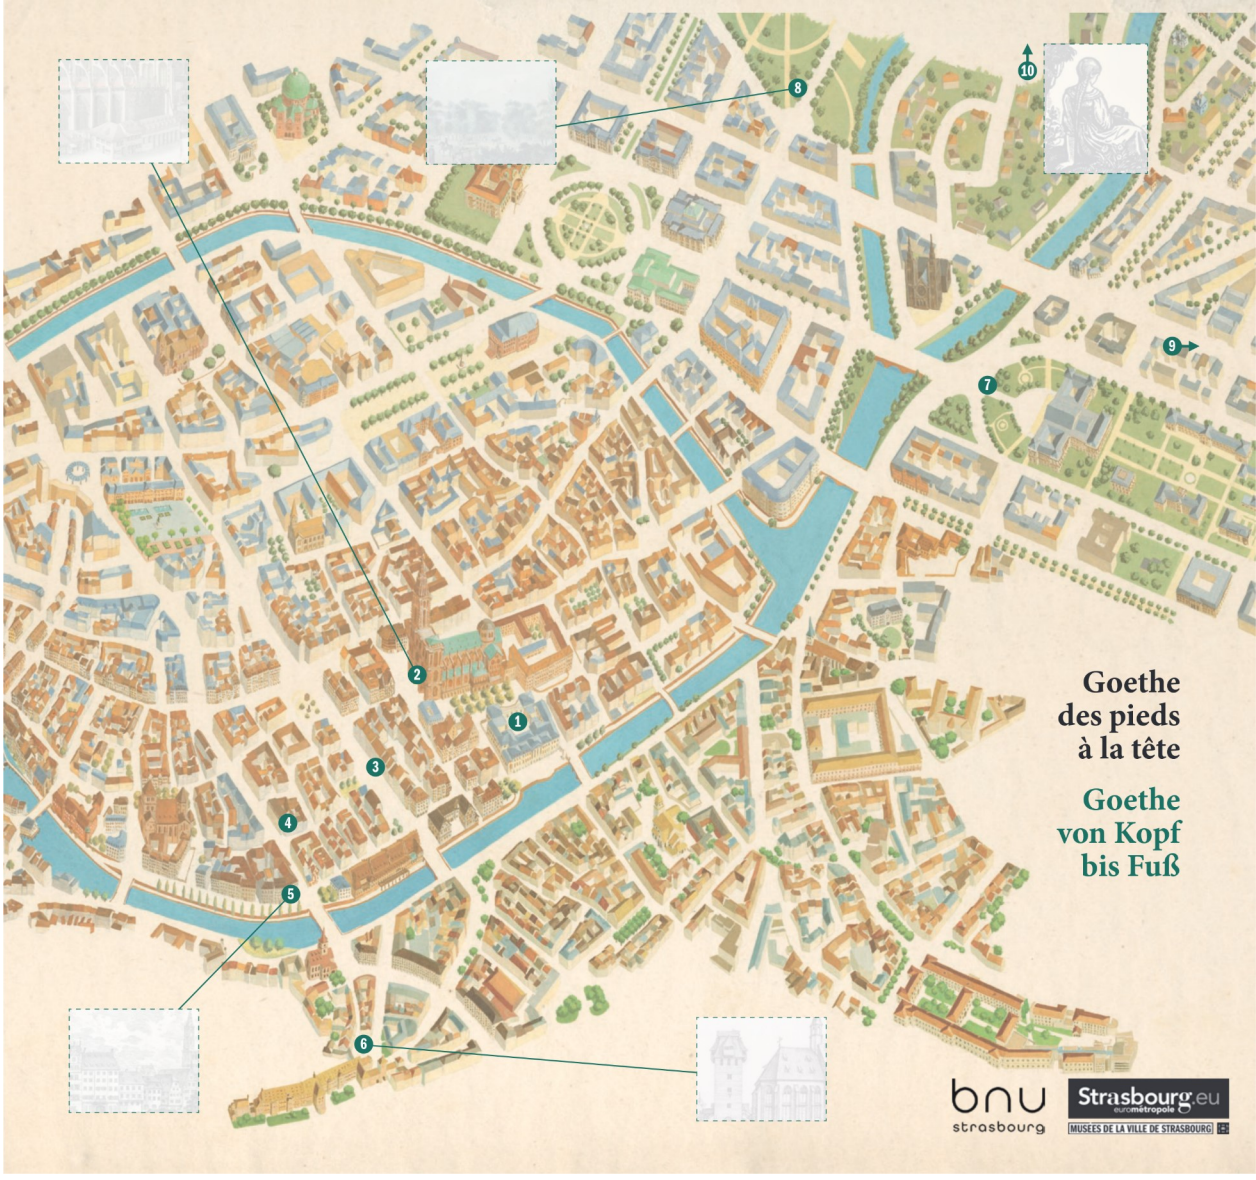 10
8
9
7
2
1
3
4
5
6
Goethe
des pieds
à la tête
Goethe
von Kopf
bis Fuß
bnu
strasbourg
Strasbourg.eu
eurométropole
MUSEES DE LA VILLE DE STRASBOURG